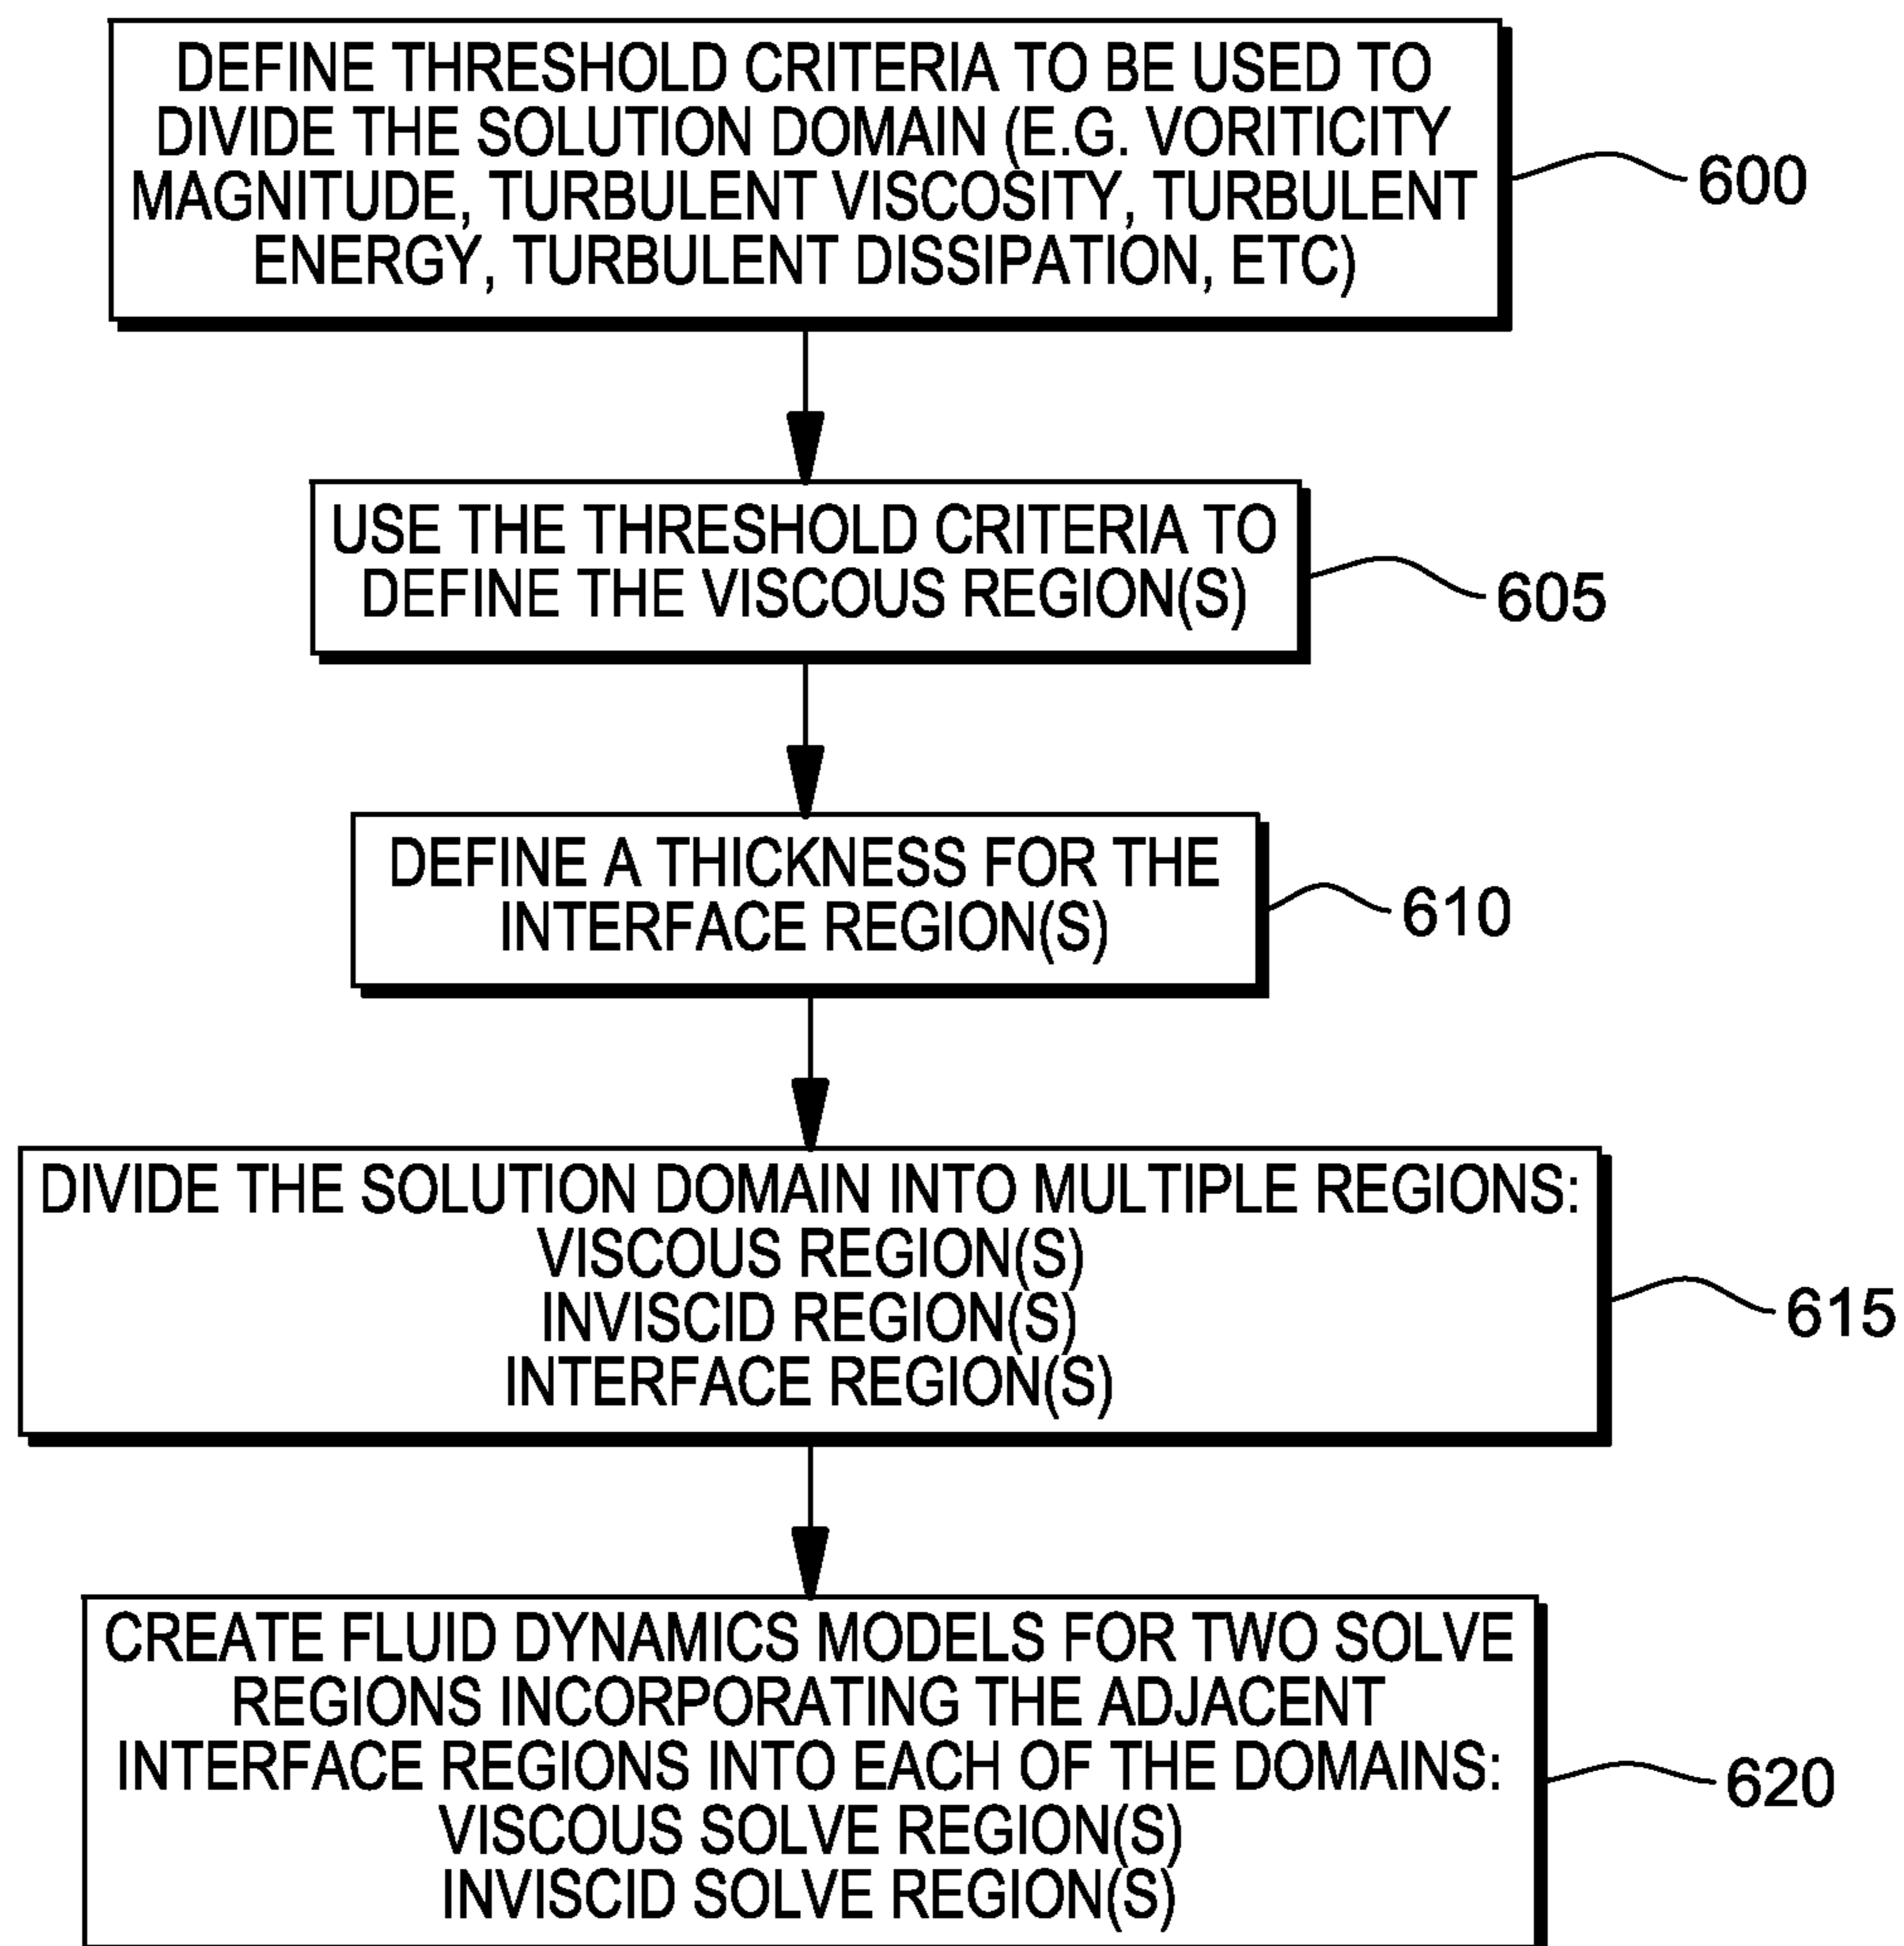 DEFINE THRESHOLD CRITERIA TO BE USED TO
DIVIDE THE SOLUTION DOMAIN (E.G. VORITICITY
MAGNITUDE, TURBULENT VISCOSITY, TURBULENT
ENERGY, TURBULENT DISSIPATION, ETC)
600
USE THE THRESHOLD CRITERIA TO
DEFINE THE VISCOUS REGION(S)
605
DEFINE A THICKNESS FOR THE
INTERFACE REGION(S)
610
DIVIDE THE SOLUTION DOMAIN INTO MULTIPLE REGIONS:
VISCOUS REGION(S)
INVISCID REGION(S)
INTERFACE REGION(S)
615
CREATE FLUID DYNAMICS MODELS FOR TWO SOLVE
REGIONS INCORPORATING THE ADJACENT
INTERFACE REGIONS INTO EACH OF THE DOMAINS:
VISCOUS SOLVE REGION(S)
INVISCID SOLVE REGION(S)
620